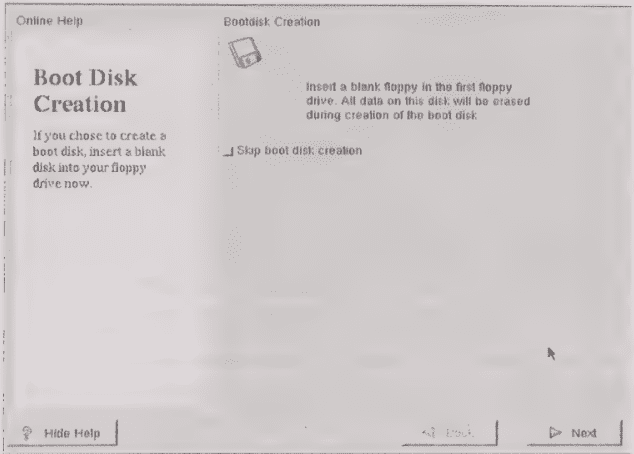 Online Help
Bootdisk Creation
Boot Disk
Creation
If you chose to create a
boot disk, insert a blank
disk into your floppy
drive now.
Insert a blank floppy in the first floppy
drive. All data on this disk will be erased
during creation of the boot disk
Skip boot disk creation
Hide Help
Back
Next